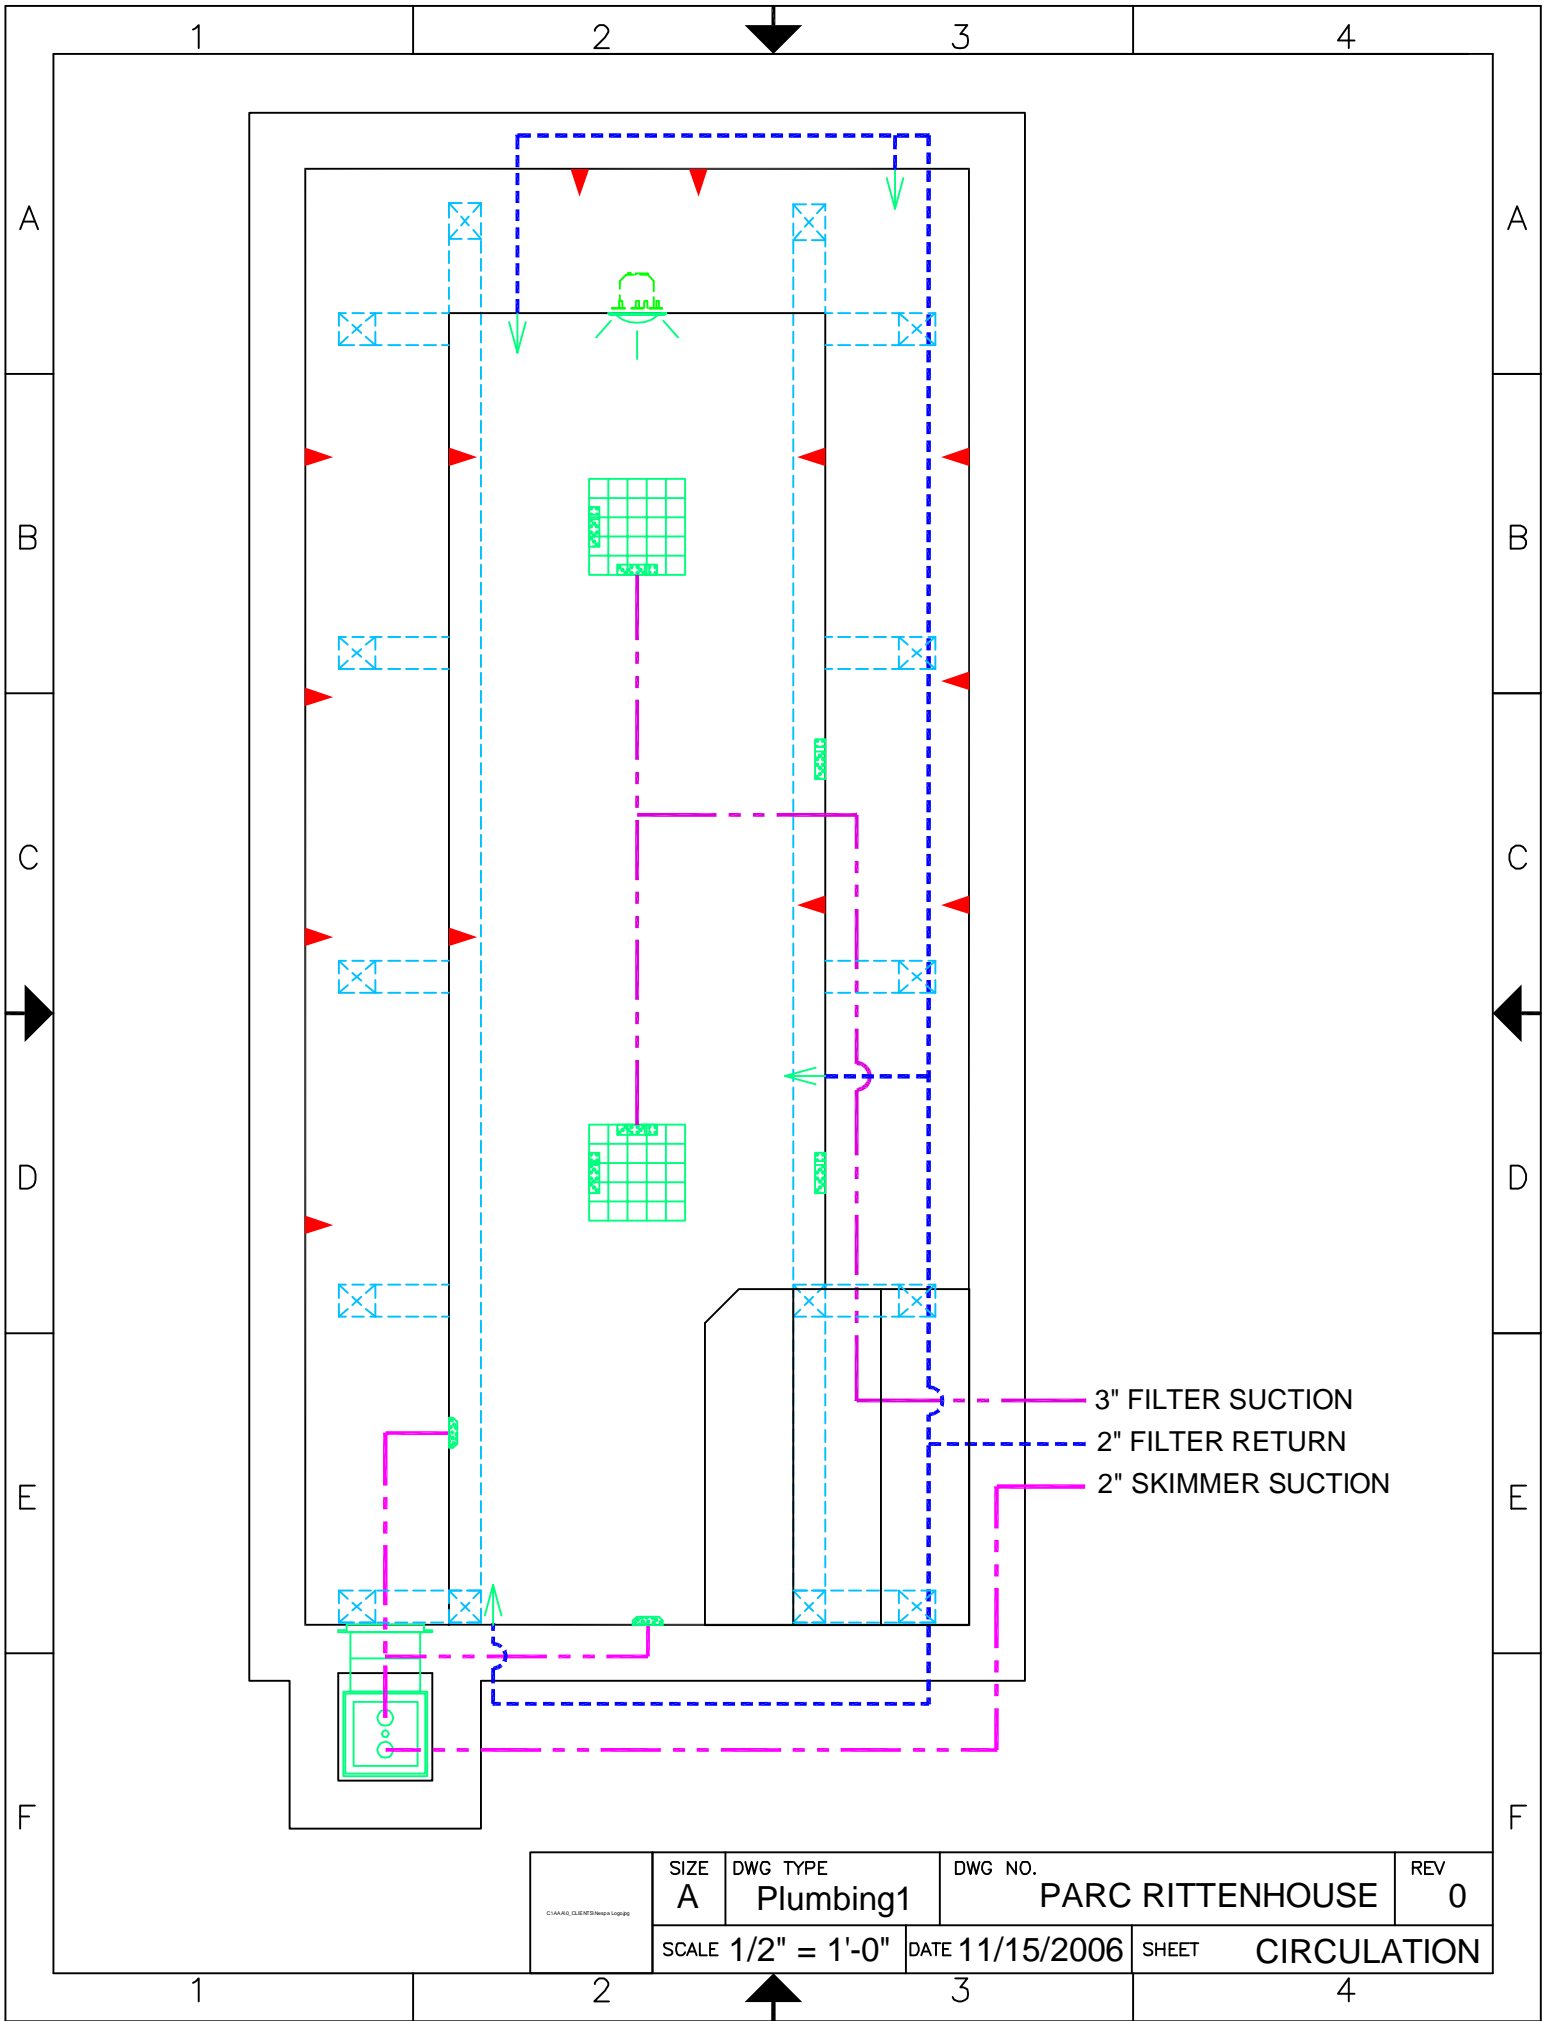 1 2 3 4
A A
B B
C C
D D
E E
F F
3" FILTER SUCTION
2" FILTER RETURN
2" SKIMMER SUCTION
SIZE
A
DWG TYPE
Plumbing1
DWG NO.
PARC RITTENHOUSE
REV
0
SCALE 1/2" = 1'-0"
DATE 11/15/2006
SHEET CIRCULATION
1 2 3 4